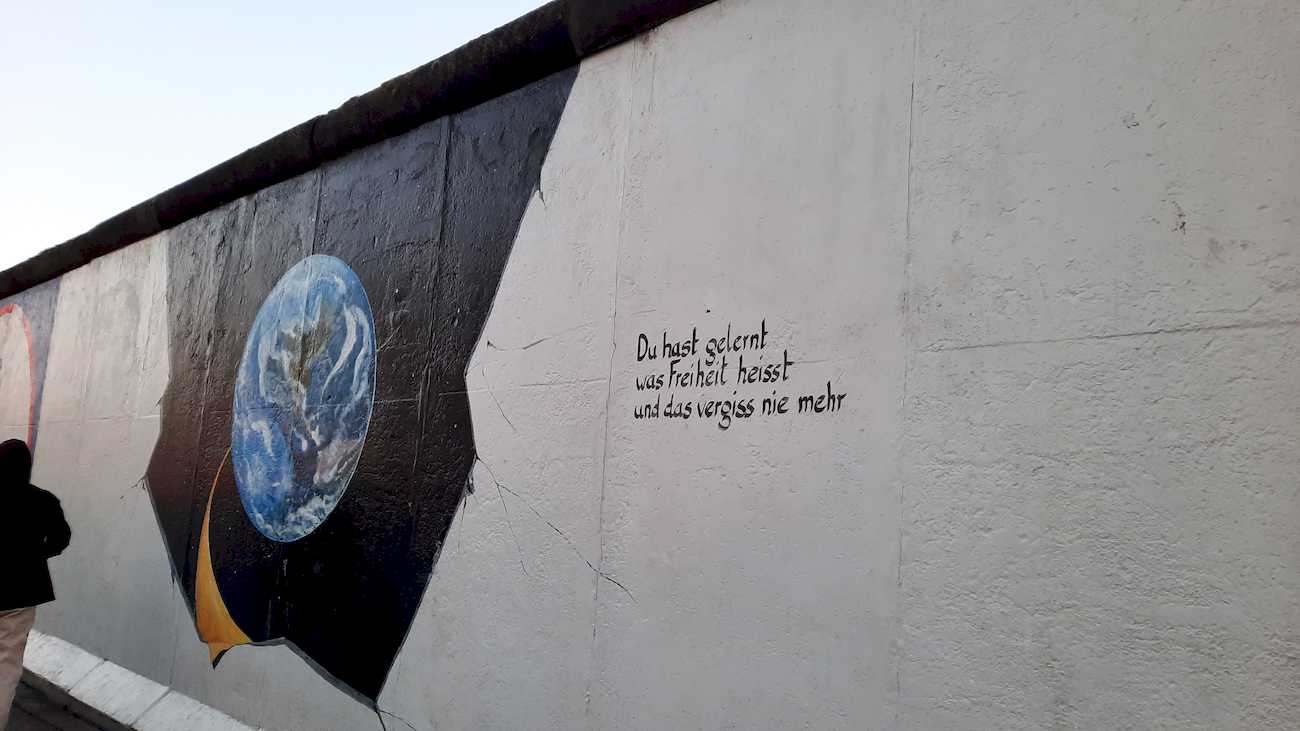 Du hast gelernt
was Freiheit heisst
und das vergiss nie mehr